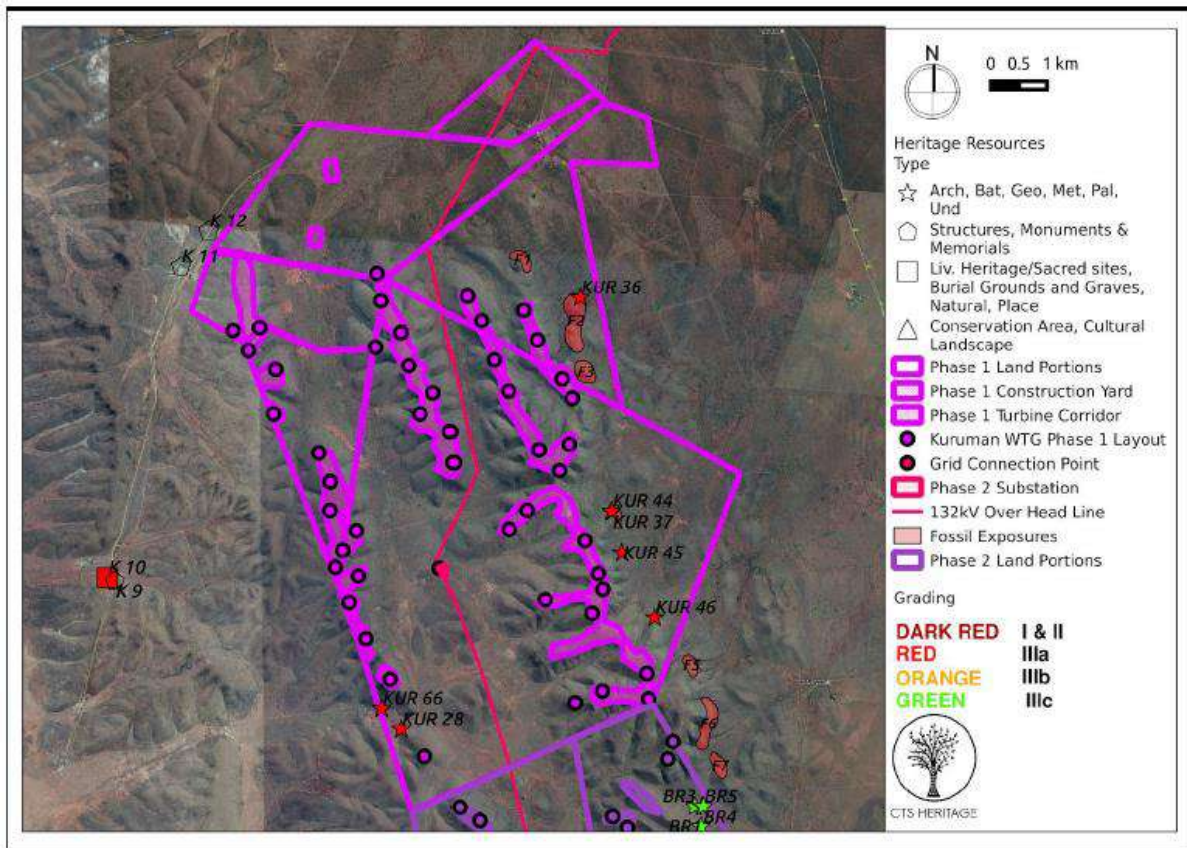 N
0 0.5 1 km
Heritage Resources
Type
Arch, Bat, Geo, Met, Pal,
Und
Structures, Monuments &
Memorials
Liv. Heritage/Sacred sites,
Burial Grounds and Graves,
Natural, Place
Conservation Area, Cultural
Landscape
Phase 1 Land Portions
Phase 1 Construction Yard
Phase 1 Turbine Corridor
Kuruman WTG Phase 1 Layout
Grid Connection Point
Phase 2 Substation
132kV Over Head Line
Fossil Exposures
Phase 2 Land Portions
Grading
DARK RED I & II
RED IIIa
ORANGE IIIb
GREEN IIIc
CTS HERITAGE
K 12
K 11
F1
KUR 36
F2
F3
KUR 44
KUR 37
KUR 45
K 10
K 9
KUR 46
F5
KUR 66
KUR 28
F6
F7
BR3
BR5
BR4
BR1